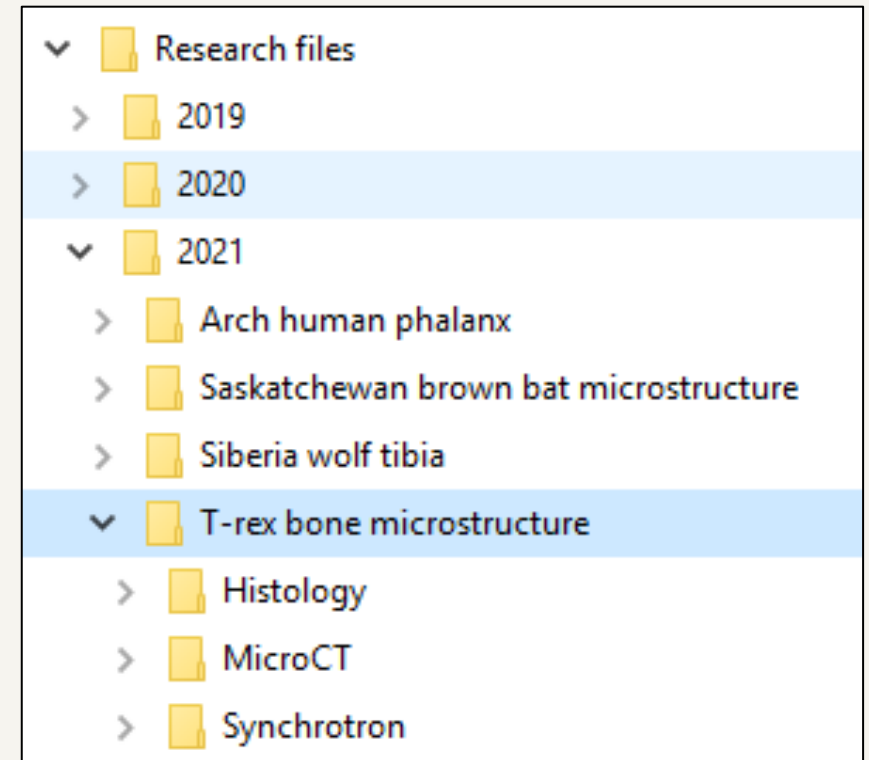 Research files
2019
2020
2021
Arch human phalanx
Saskatchewan brown bat microstructure
Siberia wolf tibia
T-rex bone microstructure
Histology
MicroCT
Synchrotron